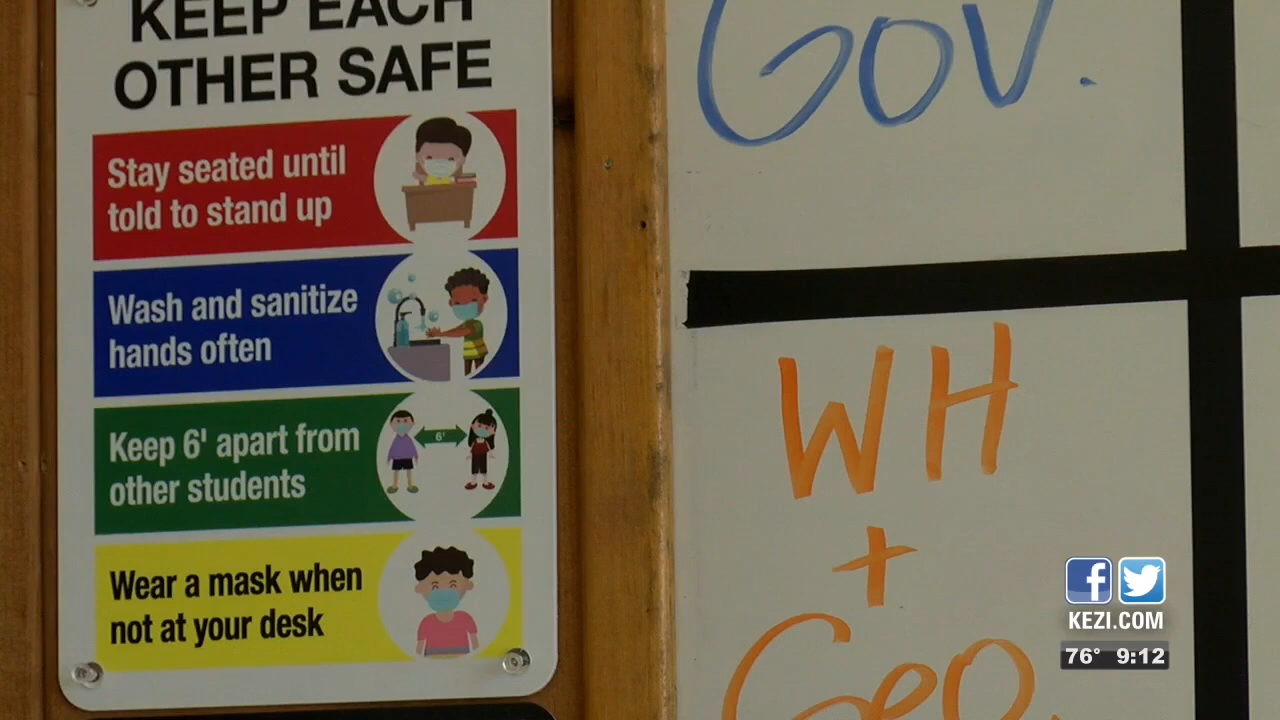 KEEP EACH
OTHER SAFE
Stay seated until
told to stand up
Wash and sanitize
hands often
Keep 6' apart from
other students
6'
Wear a mask when
not at your desk
GOV.
WH
+
Geo.
KEZI.COM
76° 9:12